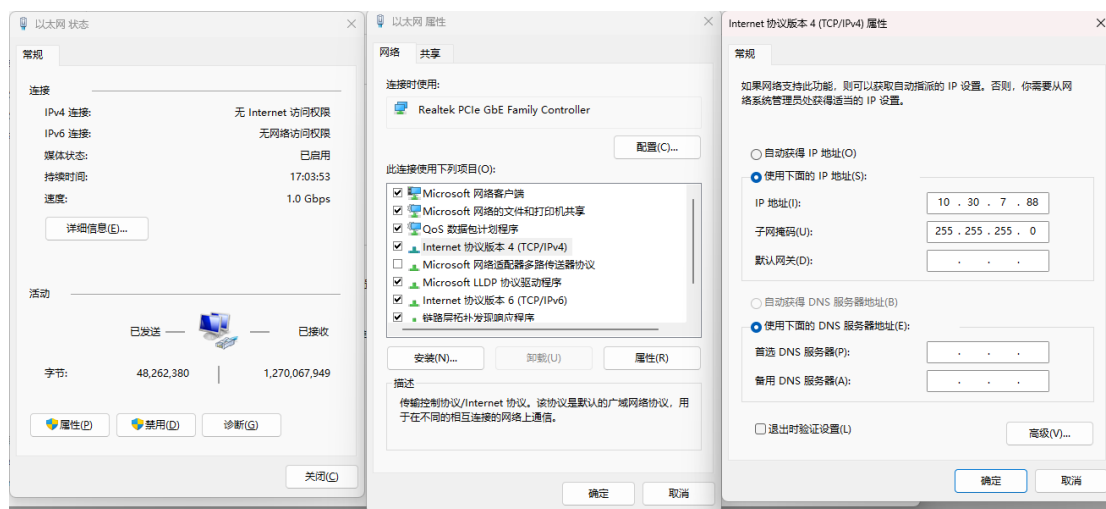 以太网 状态
常规
连接
IPv4 连接: 无 Internet 访问权限
IPv6 连接: 无网络访问权限
媒体状态: 已启用
持续时间: 17:03:53
速度: 1.0 Gbps
详细信息(E)...
活动
已发送 — — 已接收
字节: 48,262,380 | 1,270,067,949
属性(P) 禁用(D) 诊断(G)
关闭(C)
以太网 属性
网络 共享
连接时使用:
Realtek PCIe GbE Family Controller
配置(C)...
此连接使用下列项目(O):
Microsoft 网络客户端
Microsoft 网络的文件和打印机共享
QoS 数据包计划程序
Internet 协议版本 4 (TCP/IPv4)
Microsoft 网络适配器多路传送器协议
Microsoft LLDP 协议驱动程序
Internet 协议版本 6 (TCP/IPv6)
链路层拓扑发现响应程序
安装(N)... 卸载(U) 属性(R)
描述
传输控制协议/Internet 协议。该协议是默认的广域网络协议，用
于在不同的相互连接的网络上通信。
确定 取消
Internet 协议版本 4 (TCP/IPv4) 属性
常规
如果网络支持此功能，则可以获取自动指派的 IP 设置。否则，你需要从网
络系统管理员处获得适当的 IP 设置。
自动获得 IP 地址(O)
使用下面的 IP 地址(S):
IP 地址(I): 10 . 30 . 7 . 88
子网掩码(U): 255 . 255 . 255 . 0
默认网关(D): . . .
自动获得 DNS 服务器地址(B)
使用下面的 DNS 服务器地址(E):
首选 DNS 服务器(P): . . .
备用 DNS 服务器(A): . . .
退出时验证设置(L)
高级(V)...
确定 取消